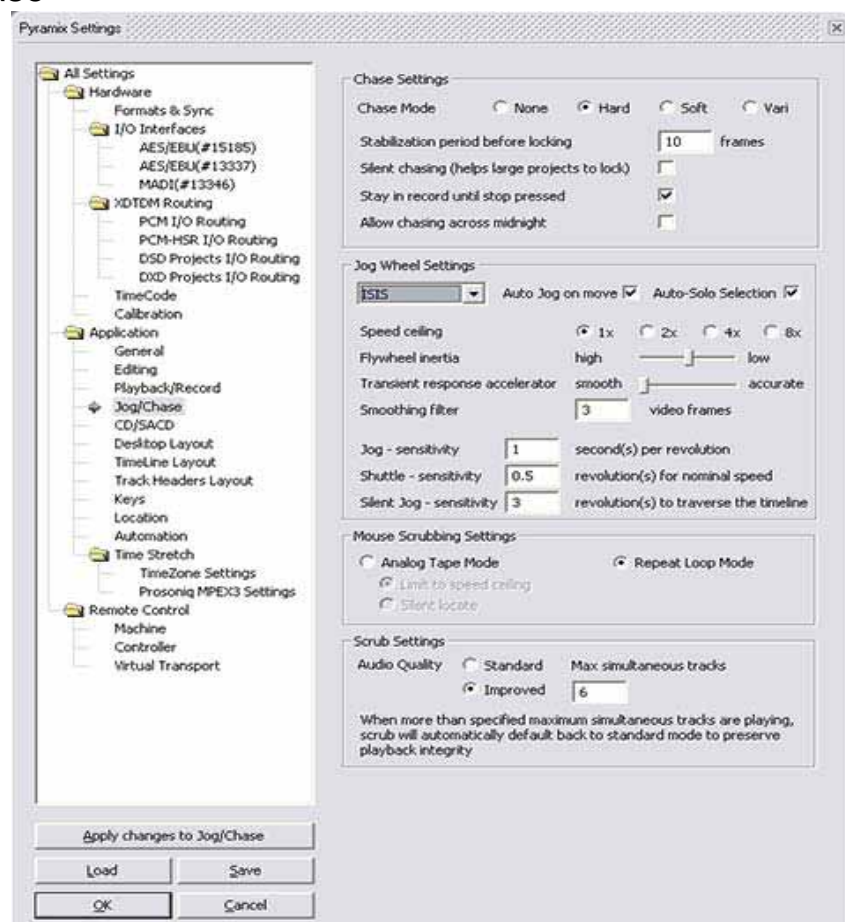 Pyramix Settings
All Settings
Hardware
Formats & Sync
I/O Interfaces
AES/EBU(#15185)
AES/EBU(#13337)
MADI(#13346)
XDTDM Routing
PCM I/O Routing
PCM-HSR I/O Routing
DSD Projects I/O Routing
DXD Projects I/O Routing
TimeCode
Calibration
Application
General
Editing
Playback/Record
Jog/Chase
CD/SACD
Desktop Layout
TimeLine Layout
Track Headers Layout
Keys
Location
Automation
Time Stretch
TimeZone Settings
Prosoniq MPEX3 Settings
Remote Control
Machine
Controller
Virtual Transport
Apply changes to Jog/Chase
Load Save
OK Cancel
Chase Settings
Chase Mode None Hard Soft Vari
Stabilization period before locking 10 frames
Silent chasing (helps large projects to lock)
Stay in record until stop pressed
Allow chasing across midnight
Jog Wheel Settings
ISIS Auto Jog on move Auto-Solo Selection
Speed ceiling 1x 2x 4x 8x
Flywheel inertia high low
Transient response accelerator smooth accurate
Smoothing filter 3 video frames
Jog - sensitivity 1 second(s) per revolution
Shuttle - sensitivity 0.5 revolution(s) for nominal speed
Silent Jog - sensitivity 3 revolution(s) to traverse the timeline
Mouse Scrubbing Settings
Analog Tape Mode Repeat Loop Mode
Limit to speed ceiling
Silent locate
Scrub Settings
Audio Quality Standard Max simultaneous tracks
Improved 6
When more than specified maximum simultaneous tracks are playing,
scrub will automatically default back to standard mode to preserve
playback integrity